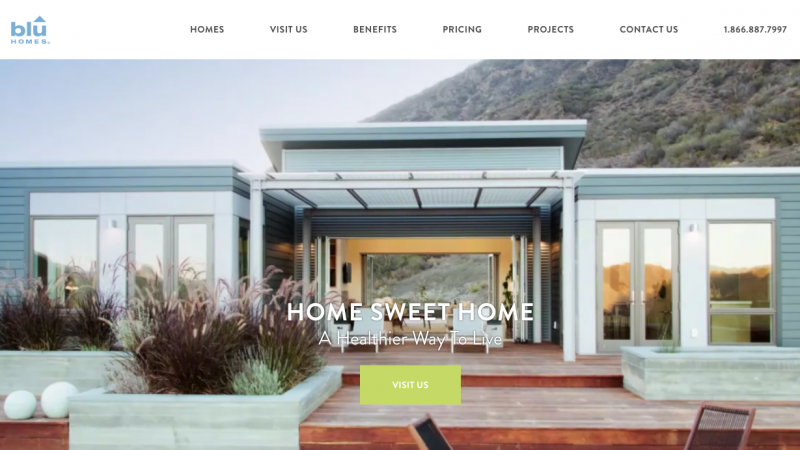 blu
HOMES
HOMES
VISIT US
BENEFITS
PRICING
PROJECTS
CONTACT US
1.866.887.7997
HOME SWEET HOME
A Healthier Way To Live
VISIT US